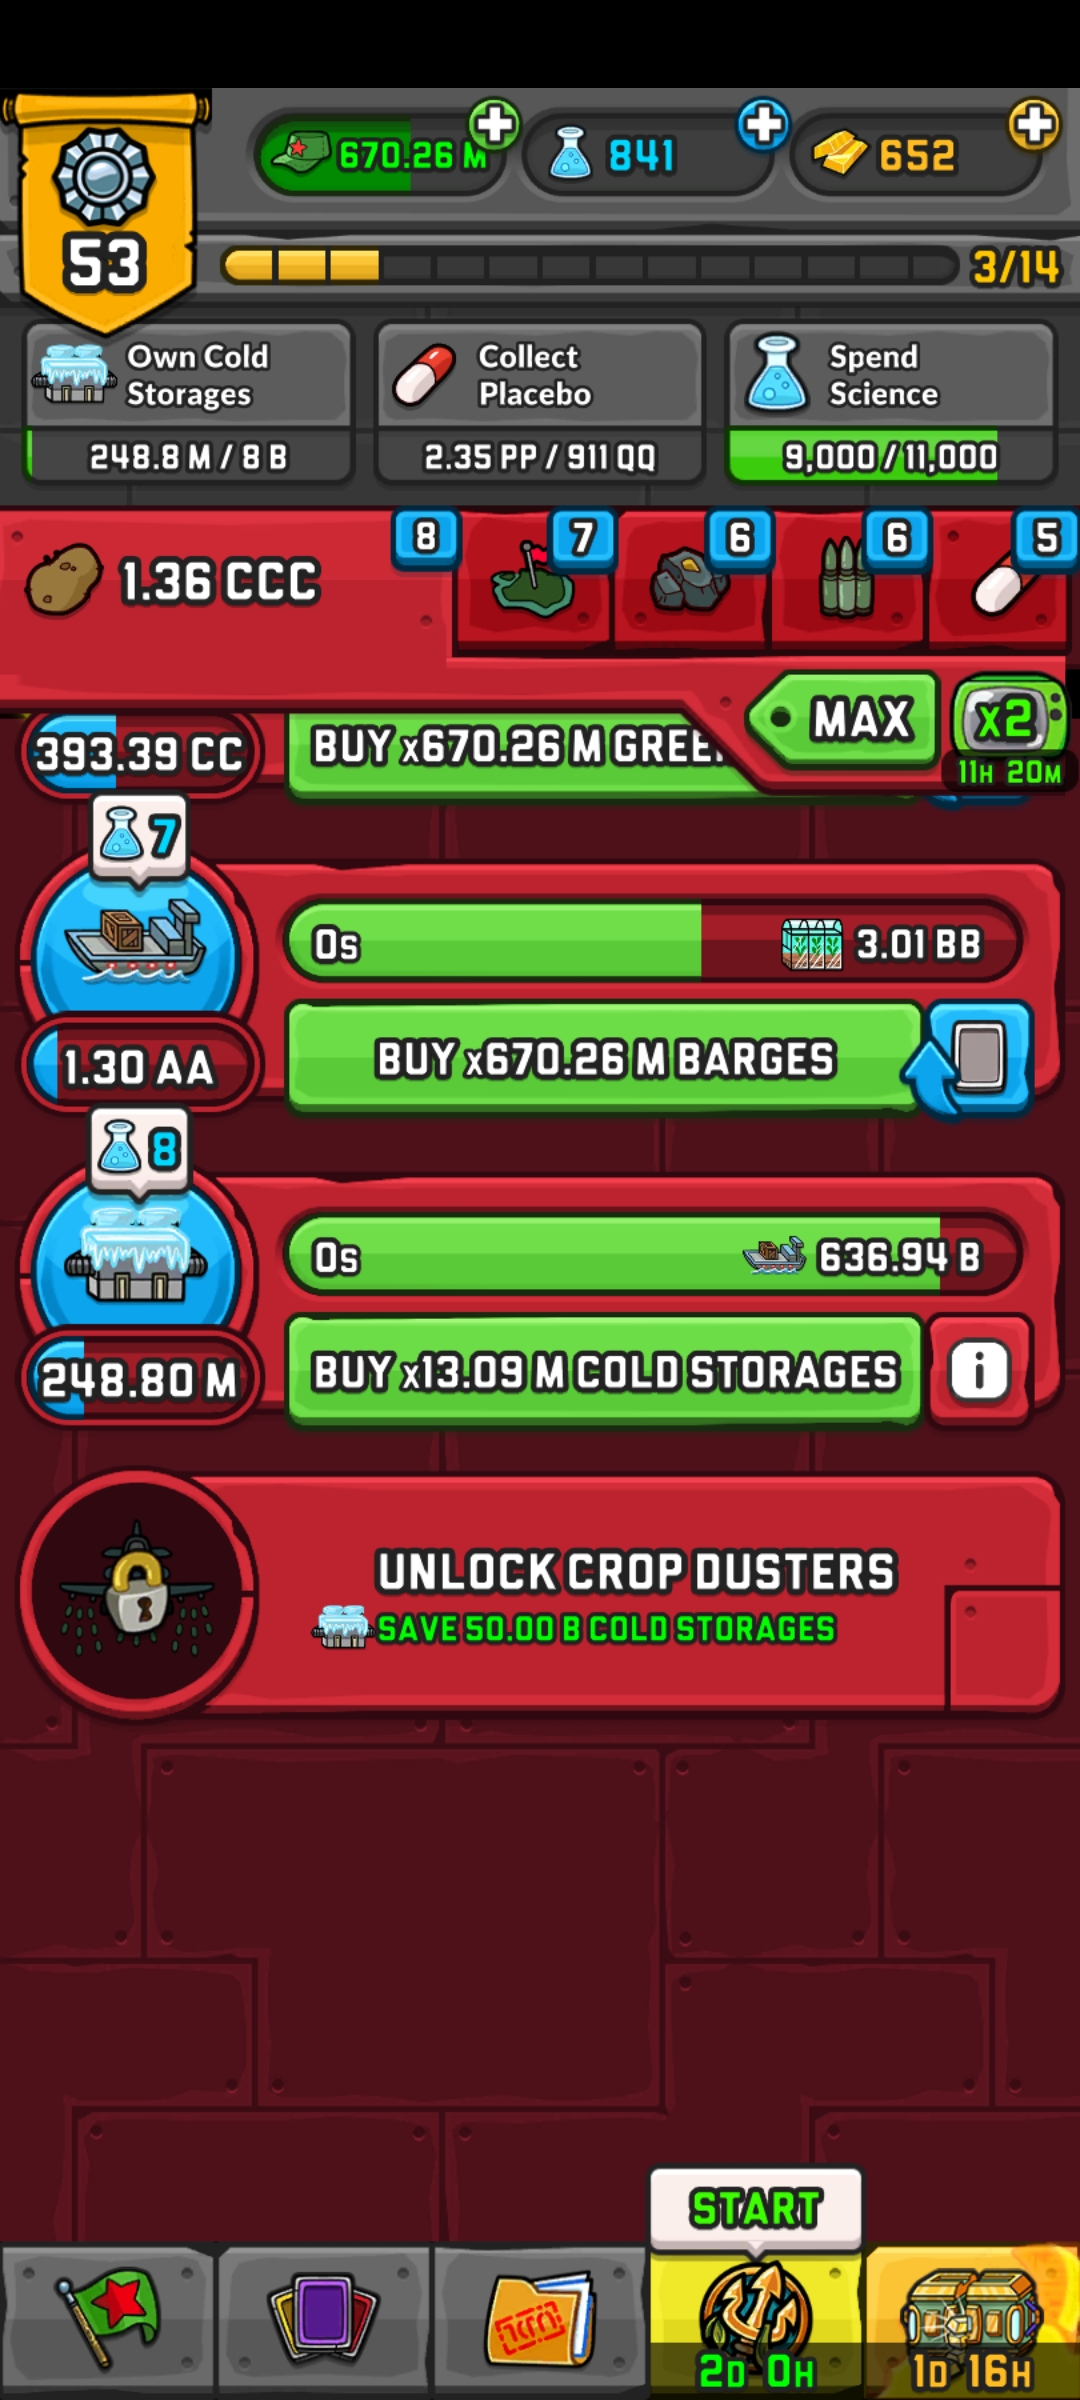 53
670.26 M
841
652
3/14
Own Cold
Storages
248.8 M / 8 B
Collect
Placebo
2.35 PP / 911 QQ
Spend
Science
9,000 / 11,000
1.36 CCC
8
7
6
6
5
MAX
x2
11H 20M
393.39 CC
BUY x670.26 M GREE
7
0s
3.01 BB
1.30 AA
BUY x670.26 M BARGES
8
0s
636.94 B
248.80 M
BUY x13.09 M COLD STORAGES
i
UNLOCK CROP DUSTERS
SAVE 50.00 B COLD STORAGES
START
2D 0H
1D 16H